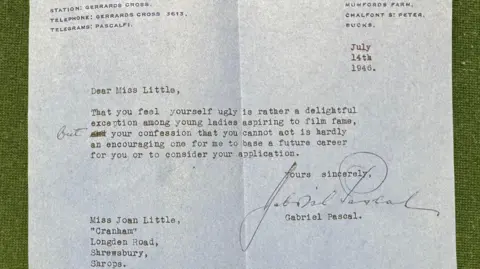 STATION: GERRARDS CROSS.
TELEPHONE: GERRARDS CROSS 3613.
TELEGRAMS: PASCALFI.
MUMFORDS FARM,
CHALFONT St. PETER,
BUCKS.
July
14th
1946.
Dear Miss Little,
That you feel yourself ugly is rather a delightful
exception among young ladies aspiring to film fame,
but your confession that you cannot act is hardly
an encouraging one for me to base a future career
for you or to consider your application.
Yours sincerely,
Gabriel Pascal
Gabriel Pascal.
Miss Joan Little,
"Cranham"
Longden Road,
Shrewsbury,
Shrops.